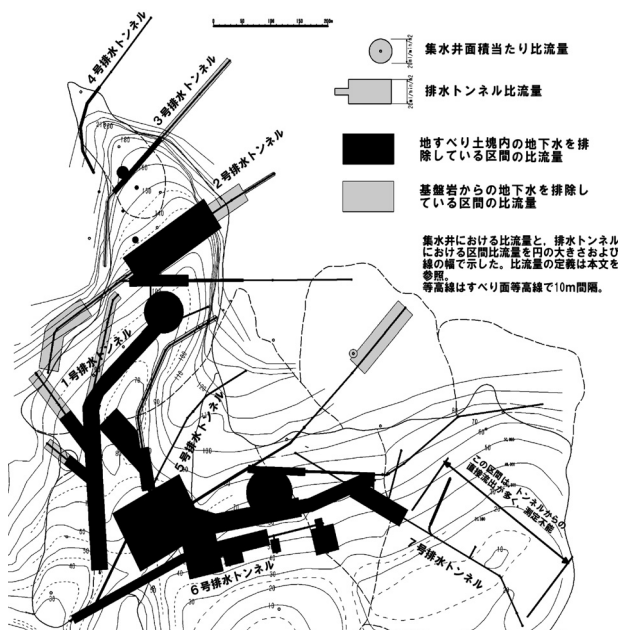 0 50 100 150 200m
集水井面積当たり比流量
20ml/min/m2
排水トンネル比流量
20ml/min/m2
地すべり土塊内の地下水を排
除している区間の比流量
基盤岩からの地下水を排除し
ている区間の比流量
集水井における比流量と，排水トンネル
における区間比流量を円の大きさおよび
線の幅で示した。比流量の定義は本文を
参照。
等高線はすべり面等高線で10m間隔。
4号排水トンネル
3号排水トンネル
2号排水トンネル
1号排水トンネル
5号排水トンネル
6号排水トンネル
7号排水トンネル
この区間は，トンネルからの
直接流出が多く，測定不能